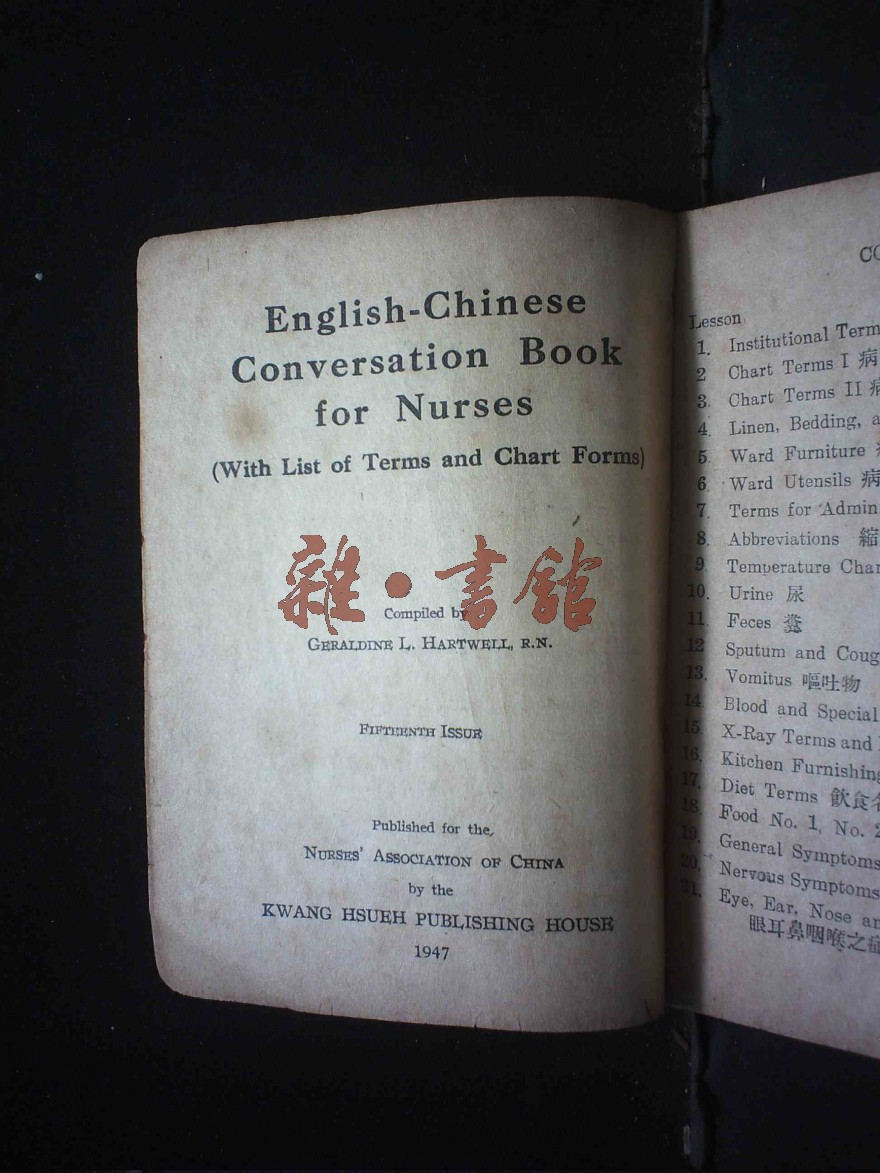 English-Chinese
Conversation Book
for Nurses
(With List of Terms and Chart Forms)
雜·書館
Compiled by
GERALDINE L. HARTWELL, R.N.
FIFTEENTH ISSUE
Published for the
NURSES' ASSOCIATION OF CHINA
by the
KWANG HSUEH PUBLISHING HOUSE
1947
Lesson
1. Institutional Term
2 Chart Terms I 病
3. Chart Terms II 病
4. Linen, Bedding, a
5. Ward Furniture
6. Ward Utensils 病
7. Terms for Admin
8. Abbreviations 縮
9. Temperature Char
10. Urine 尿
11. Feces 糞
12 Sputum and Coug
13. Vomitus 嘔吐物
14. Blood and Special
15. X-Ray Terms and
16. Kitchen Furnishing
17. Diet Terms 飲食名
18. Food No. 1, No. 2
19. General Symptoms
20. Nervous Symptoms
21. Eye, Ear, Nose an
眼耳鼻咽喉之症